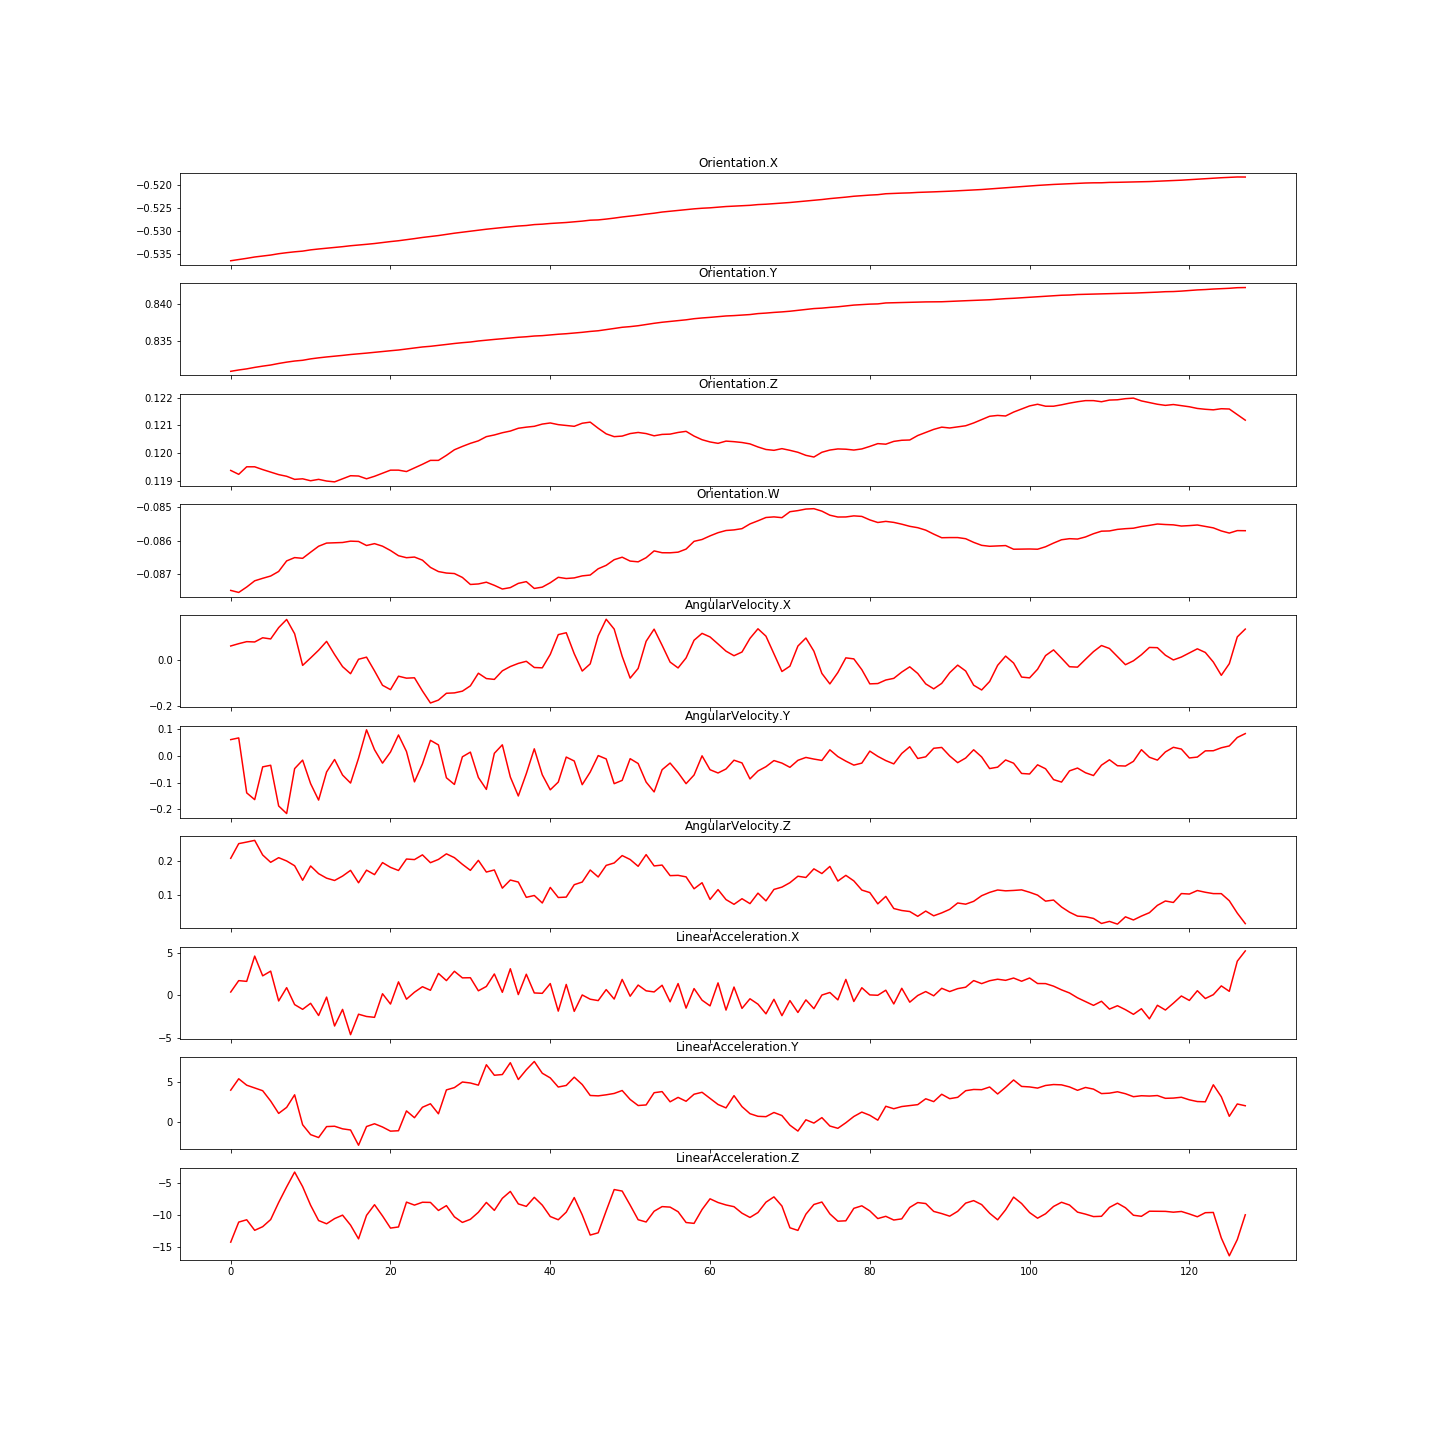 Orientation.X
−0.520
−0.525
−0.530
−0.535
Orientation.Y
0.840
0.835
Orientation.Z
0.122
0.121
0.120
0.119
Orientation.W
−0.085
−0.086
−0.087
AngularVelocity.X
0.0
−0.2
AngularVelocity.Y
0.1
0.0
−0.1
−0.2
AngularVelocity.Z
0.2
0.1
LinearAcceleration.X
5
0
−5
LinearAcceleration.Y
5
0
LinearAcceleration.Z
−5
−10
−15
0 20 40 60 80 100 120